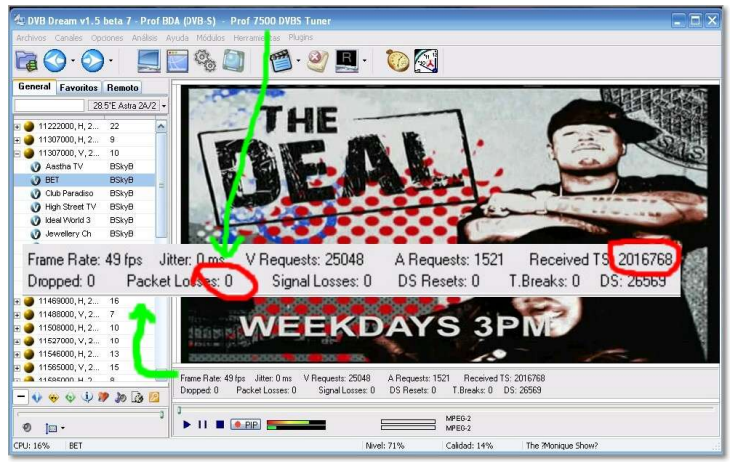 DVB Dream v1.5 beta 7 - Prof BDA (DVB-S) - Prof 7500 DVBS Tuner
Archivos Canales Opciones Análisis Ayuda Módulos Herramientas Plugins
General Favoritos Remoto
28.5°E Astra 2A/2
11222000, H, 2... 22
11307000, H, 2... 9
11307000, V, 2... 10
Aastha TV BSkyB
BET BSkyB
Club Paradiso BSkyB
High Street TV BSkyB
Ideal World 3 BSkyB
Jewellery Ch BSkyB
THE
DEAL
Frame Rate: 49 fps Jitter: 0 ms V Requests: 25048 A Requests: 1521 Received TS: 2016768
Dropped: 0 Packet Losses: 0 Signal Losses: 0 DS Resets: 0 T.Breaks: 0 DS: 26569
11469000, H, 2... 16
11488000, V, 2... 7
11508000, H, 2... 10
11527000, V, 2... 10
11546000, H, 2... 13
11565000, V, 2... 15
11585000, H, 2... 8
WEEKDAYS 3PM
Frame Rate: 49 fps Jitter: 0 ms V Requests: 25048 A Requests: 1521 Received TS: 2016768
Dropped: 0 Packet Losses: 0 Signal Losses: 0 DS Resets: 0 T.Breaks: 0 DS: 26569
PIP
MPEG-2
MPEG-2
CPU: 16% BET Nivel: 71% Calidad: 14% The ?Monique Show?